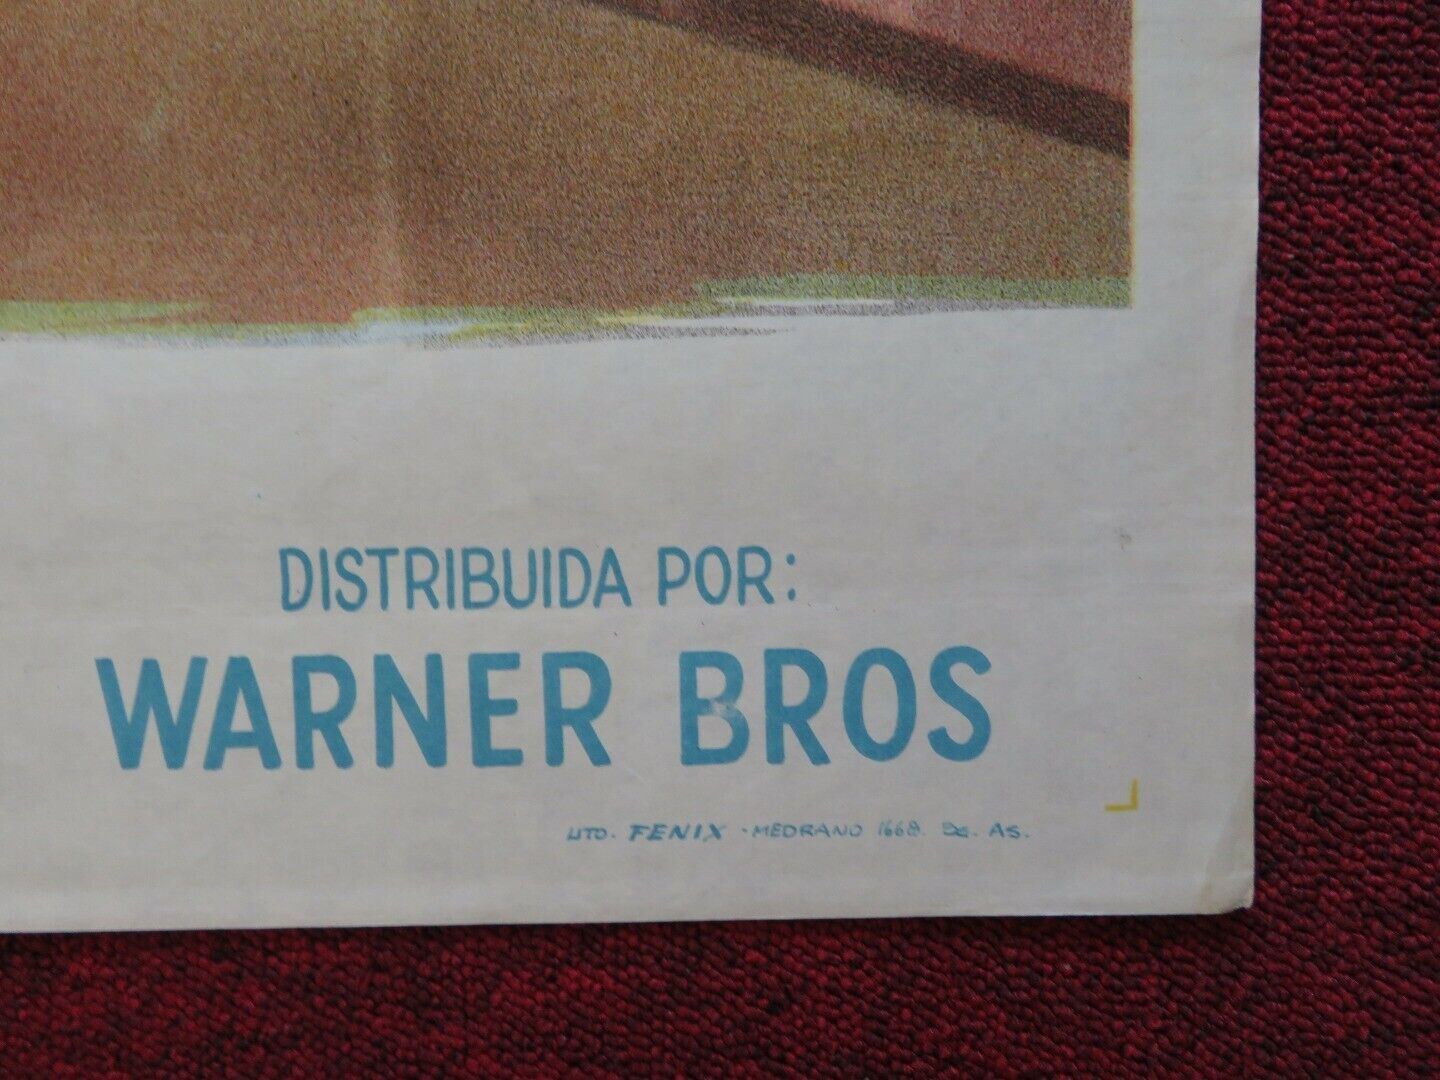 DISTRIBUIDA POR:
WARNER BROS
LITO. FENIX - MEDRANO 1668. Bs. AS.